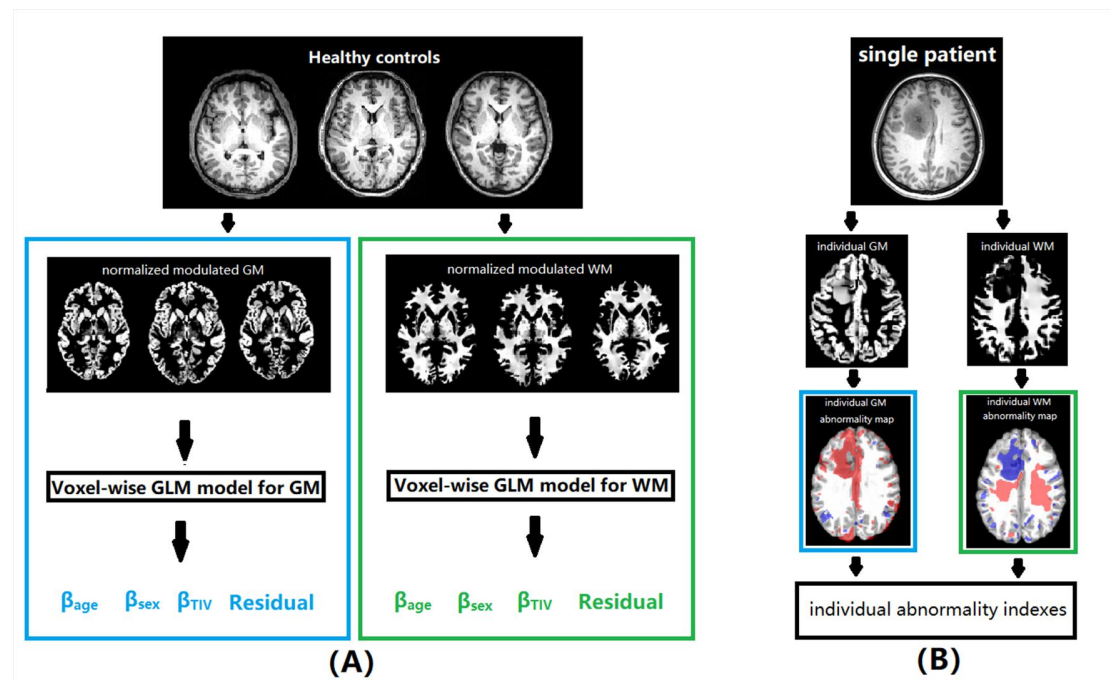 Healthy controls
normalized modulated GM
normalized modulated WM
Voxel-wise GLM model for GM
Voxel-wise GLM model for WM
βage βsex βTIV Residual
βage βsex βTIV Residual
(A)
single patient
individual GM
individual WM
individual GM
abnormality map
individual WM
abnormality map
individual abnormality indexes
(B)